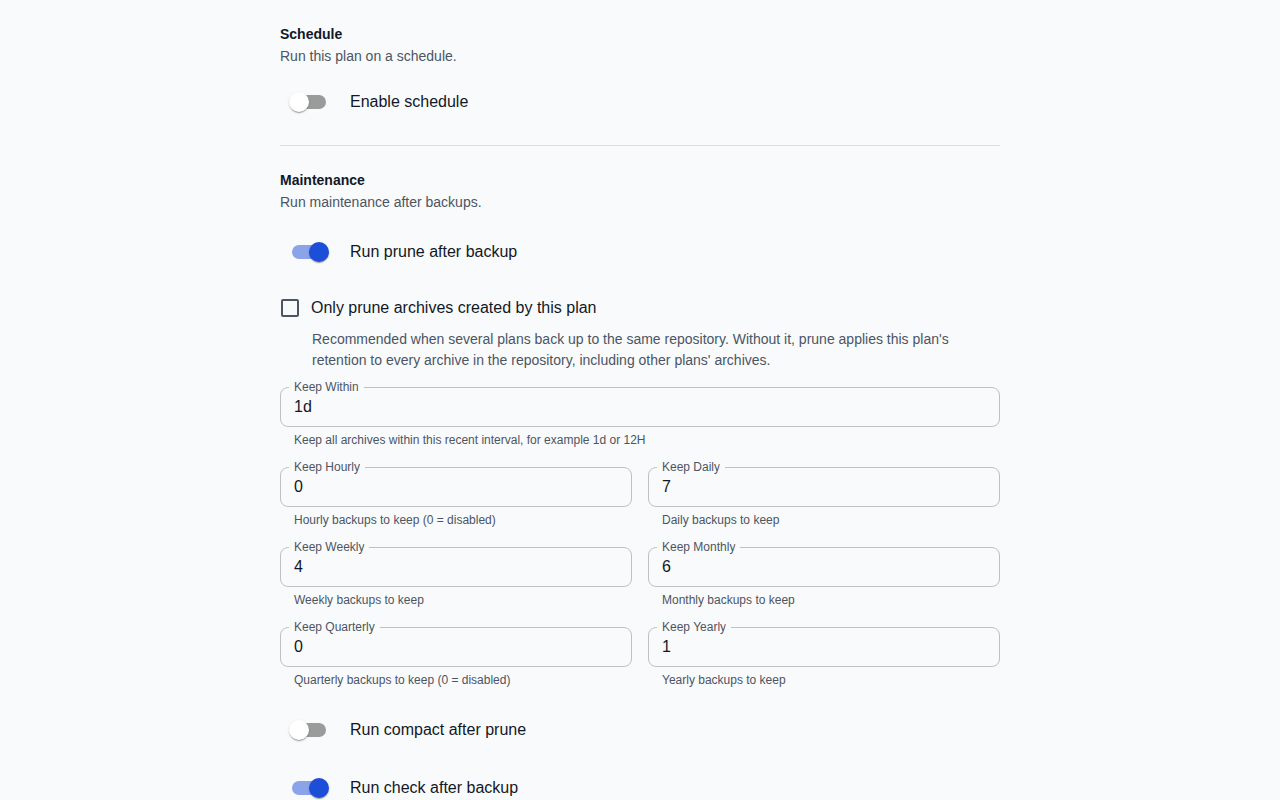 Schedule
Run this plan on a schedule.
Enable schedule
Maintenance
Run maintenance after backups.
Run prune after backup
Only prune archives created by this plan
Recommended when several plans back up to the same repository. Without it, prune applies this plan's
retention to every archive in the repository, including other plans' archives.
Keep Within
1d
Keep all archives within this recent interval, for example 1d or 12H
Keep Hourly
0
Hourly backups to keep (0 = disabled)
Keep Daily
7
Daily backups to keep
Keep Weekly
4
Weekly backups to keep
Keep Monthly
6
Monthly backups to keep
Keep Quarterly
0
Quarterly backups to keep (0 = disabled)
Keep Yearly
1
Yearly backups to keep
Run compact after prune
Run check after backup